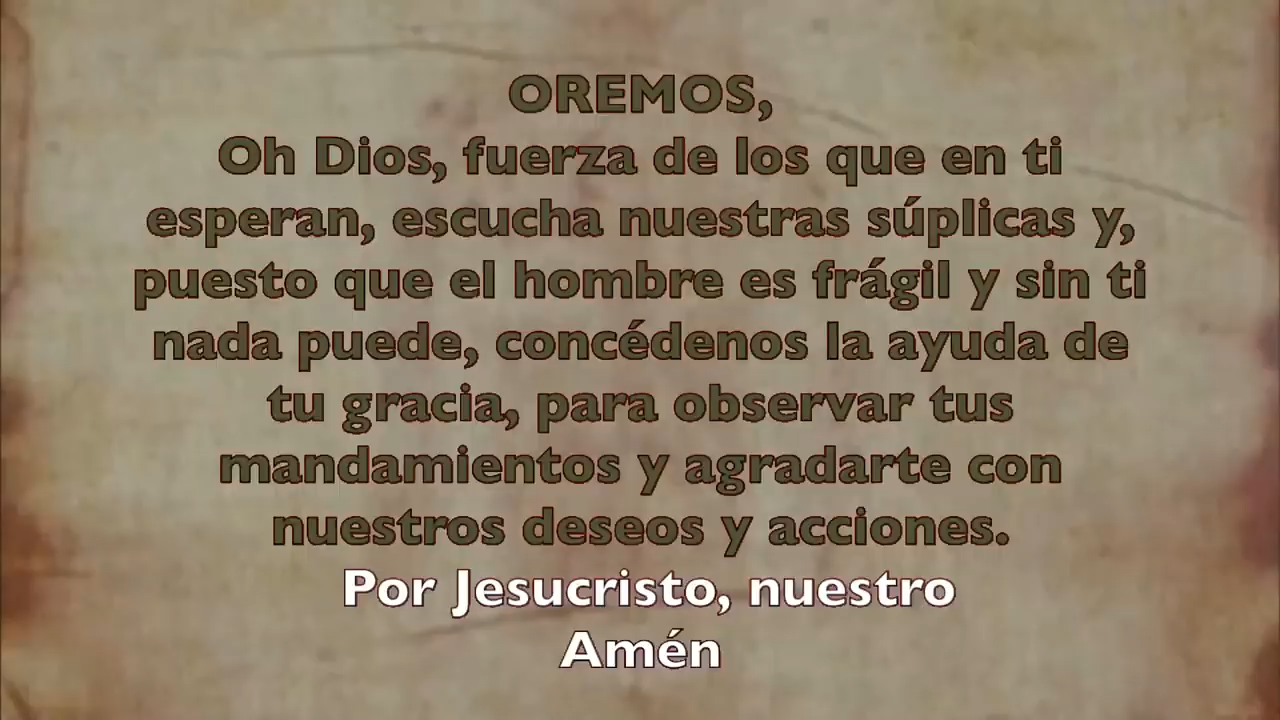 OREMOS,
Oh Dios, fuerza de los que en ti
esperan, escucha nuestras súplicas y,
puesto que el hombre es frágil y sin ti
nada puede, concédenos la ayuda de
tu gracia, para observar tus
mandamientos y agradarte con
nuestros deseos y acciones.
Por Jesucristo, nuestro
Amén